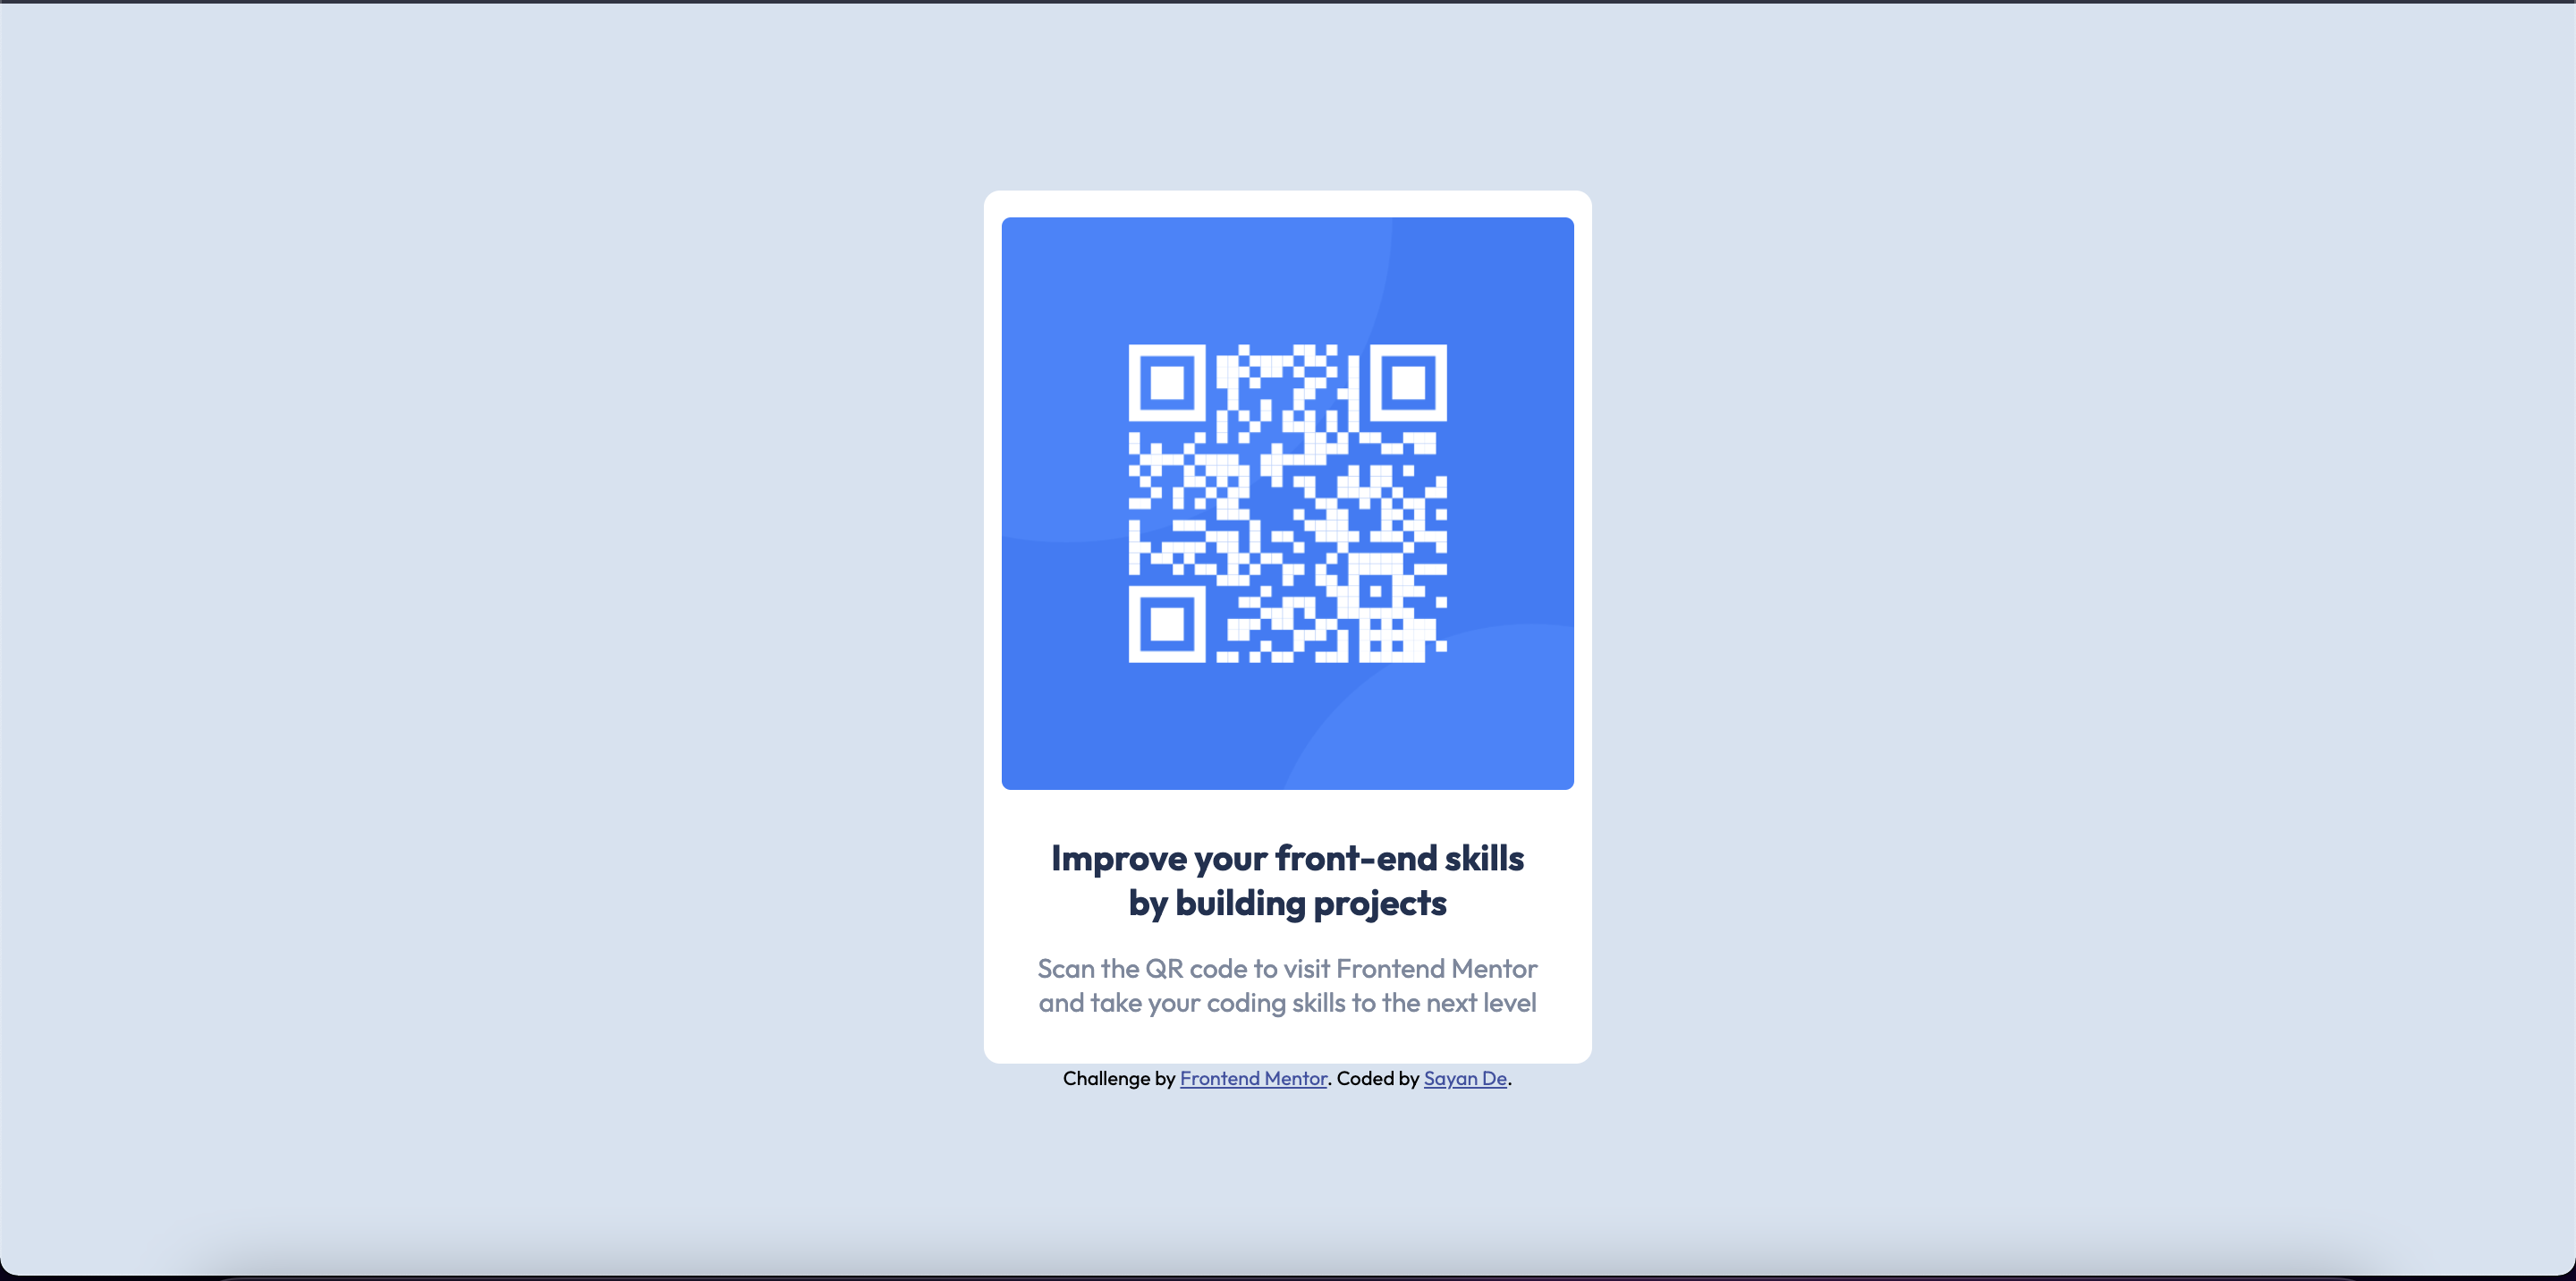 Improve your front-end skills
by building projects
Scan the QR code to visit Frontend Mentor
and take your coding skills to the next level
Challenge by Frontend Mentor. Coded by Sayan De.